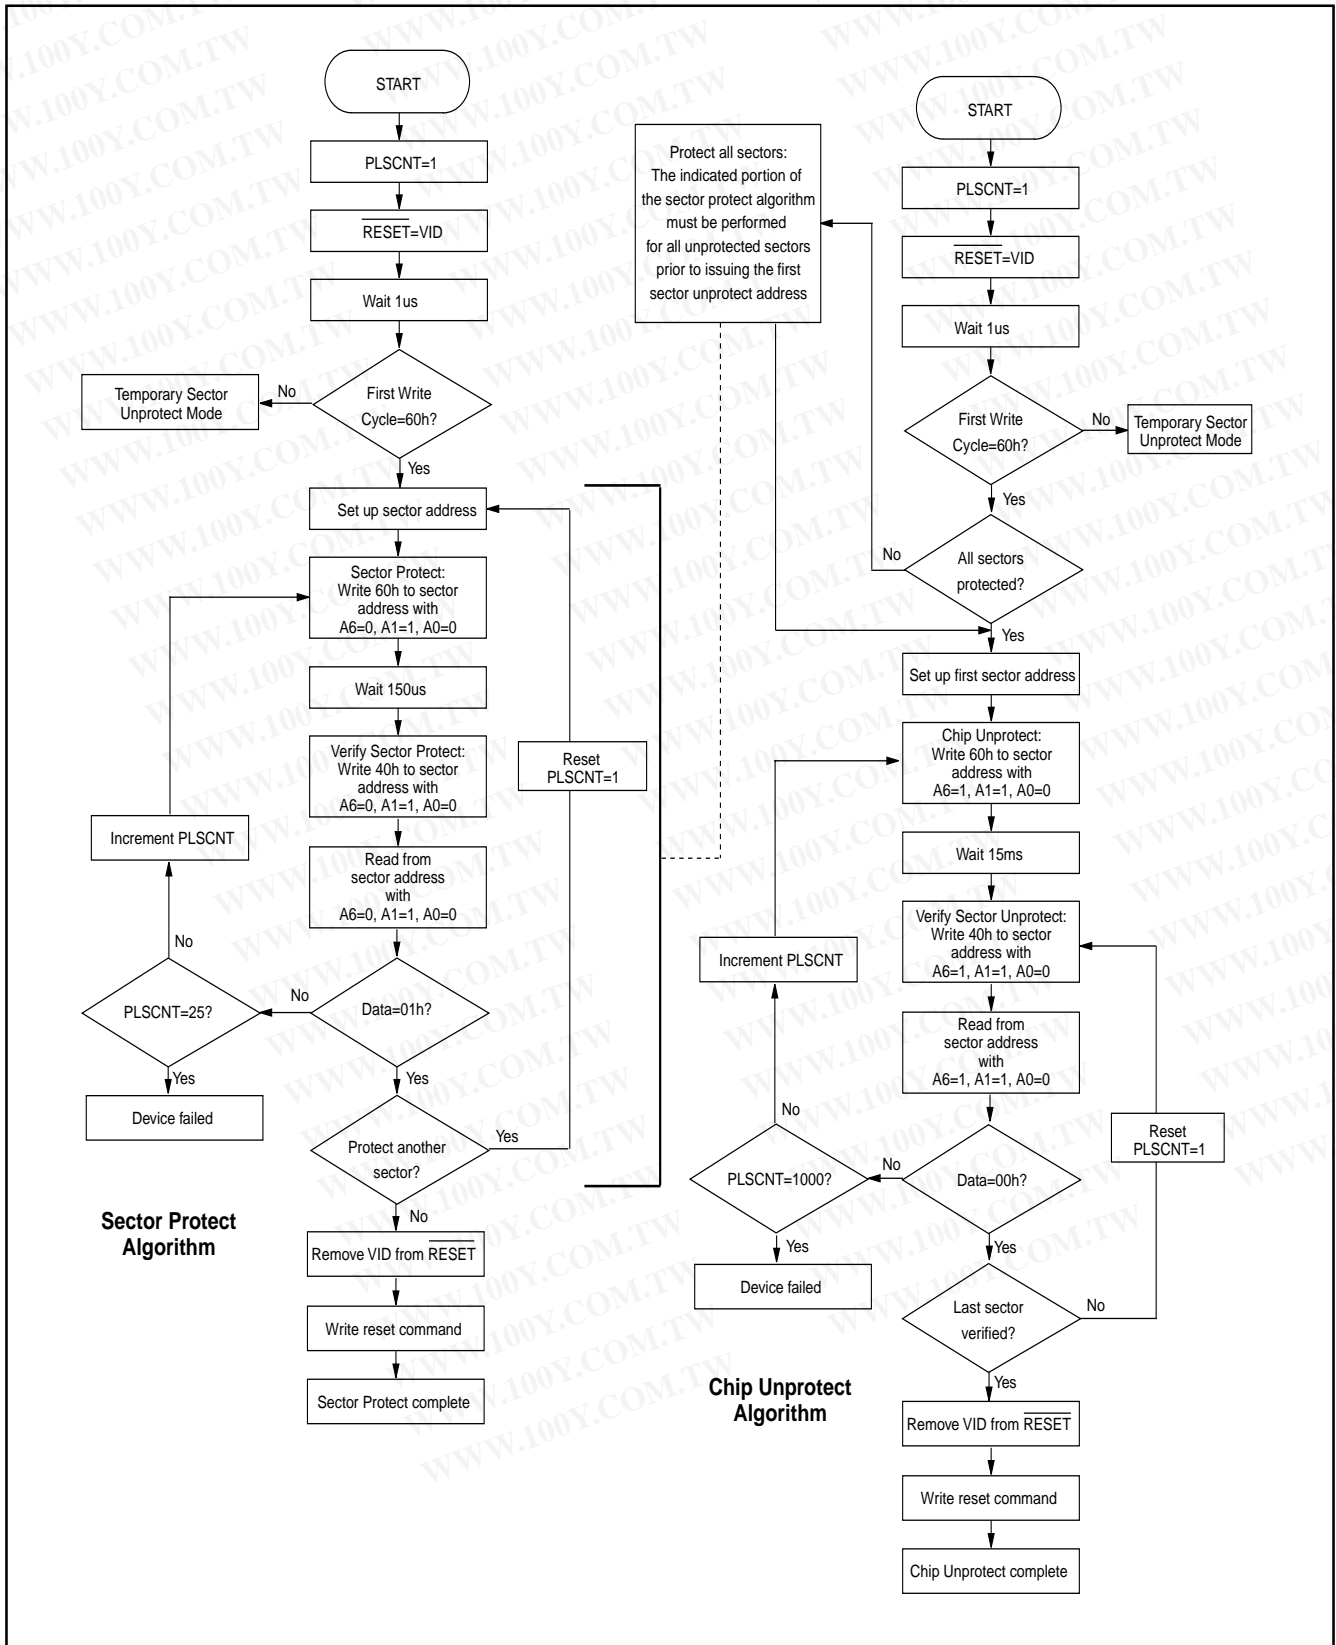 START
PLSCNT=1
RESET=VID
Wait 1us
First Write
Cycle=60h?
No
Temporary Sector
Unprotect Mode
Yes
Set up sector address
Sector Protect:
Write 60h to sector
address with
A6=0, A1=1, A0=0
Wait 150us
Verify Sector Protect:
Write 40h to sector
address with
A6=0, A1=1, A0=0
Reset
PLSCNT=1
Increment PLSCNT
Read from
sector address
with
A6=0, A1=1, A0=0
No
PLSCNT=25?
No
Data=01h?
Yes
Device failed
Yes
Protect another
sector?
Yes
No
Sector Protect
Algorithm
Remove VID from RESET
Write reset command
Sector Protect complete
Protect all sectors:
The indicated portion of
the sector protect algorithm
must be performed
for all unprotected sectors
prior to issuing the first
sector unprotect address
START
PLSCNT=1
RESET=VID
Wait 1us
First Write
Cycle=60h?
No
Temporary Sector
Unprotect Mode
Yes
No
All sectors
protected?
Yes
Set up first sector address
Chip Unprotect:
Write 60h to sector
address with
A6=1, A1=1, A0=0
Wait 15ms
Verify Sector Unprotect:
Write 40h to sector
address with
A6=1, A1=1, A0=0
Increment PLSCNT
Read from
sector address
with
A6=1, A1=1, A0=0
No
Reset
PLSCNT=1
PLSCNT=1000?
No
Data=00h?
Yes
Device failed
Yes
Last sector
verified?
No
Yes
Chip Unprotect
Algorithm
Remove VID from RESET
Write reset command
Chip Unprotect complete
WWW.100Y.COM.TW